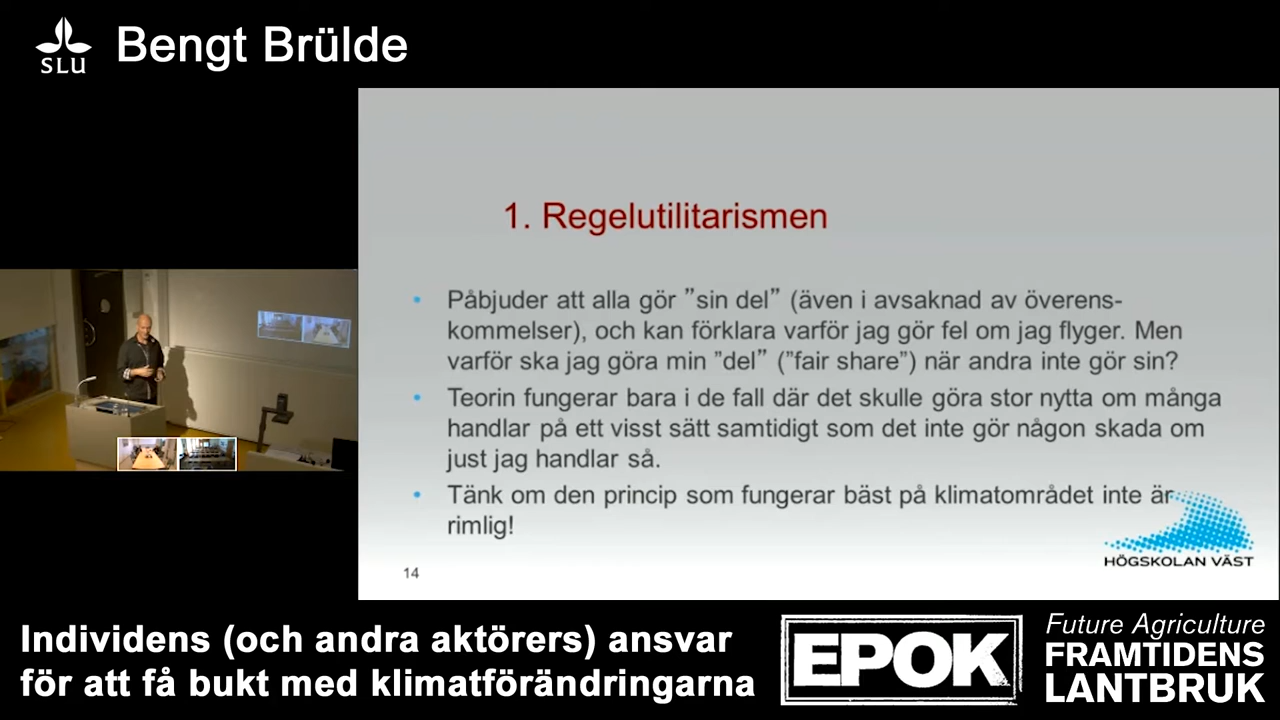 SLU
Bengt Brülde
1. Regelutilitarismen
• Påbjuder att alla gör ”sin del” (även i avsaknad av överens-
kommelser), och kan förklara varför jag gör fel om jag flyger. Men
varför ska jag göra min ”del” (”fair share”) när andra inte gör sin?
• Teorin fungerar bara i de fall där det skulle göra stor nytta om många
handlar på ett visst sätt samtidigt som det inte gör någon skada om
just jag handlar så.
• Tänk om den princip som fungerar bäst på klimatområdet inte är
rimlig!
14
HÖGSKOLAN VÄST
Individens (och andra aktörers) ansvar
för att få bukt med klimatförändringarna
EPOK
Future Agriculture
FRAMTIDENS
LANTBRUK